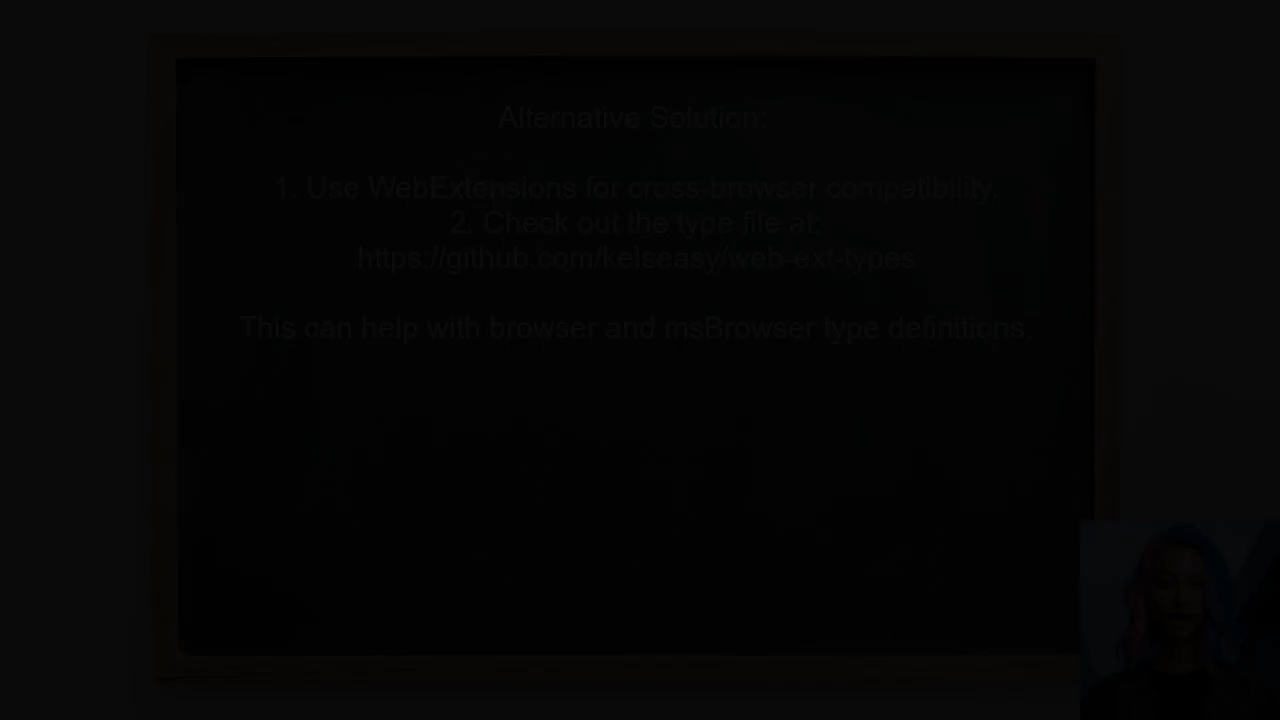 Alternative Solution:
1. Use WebExtensions for cross-browser compatibility.
2. Check out the type file at:
https://github.com/kelseasy/web-ext-types
This can help with browser and msBrowser type definitions.